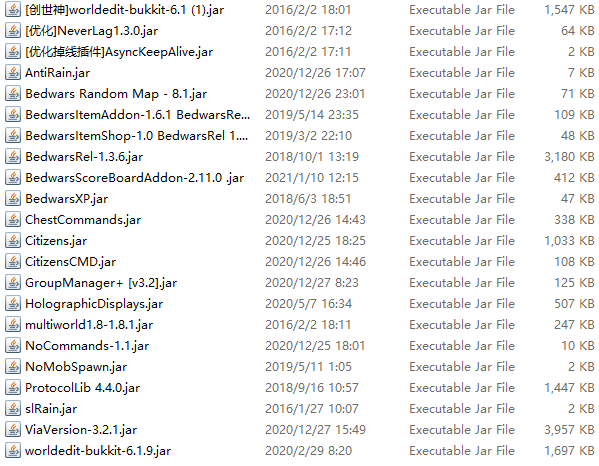 [创世神]worldedit-bukkit-6.1 (1).jar 2016/2/2 18:01 Executable Jar File 1,547 KB
[优化]NeverLag1.3.0.jar 2016/2/2 17:12 Executable Jar File 64 KB
[优化掉线插件]AsyncKeepAlive.jar 2016/2/2 17:11 Executable Jar File 2 KB
AntiRain.jar 2020/12/26 17:07 Executable Jar File 7 KB
Bedwars Random Map - 8.1.jar 2020/12/26 23:01 Executable Jar File 71 KB
BedwarsItemAddon-1.6.1 BedwarsRe... 2019/5/14 23:35 Executable Jar File 109 KB
BedwarsItemShop-1.0 BedwarsRel 1.... 2019/3/2 22:10 Executable Jar File 48 KB
BedwarsRel-1.3.6.jar 2018/10/1 13:19 Executable Jar File 3,180 KB
BedwarsScoreBoardAddon-2.11.0 .jar 2021/1/10 12:15 Executable Jar File 412 KB
BedwarsXP.jar 2018/6/3 18:51 Executable Jar File 47 KB
ChestCommands.jar 2020/12/26 14:43 Executable Jar File 338 KB
Citizens.jar 2020/12/25 18:25 Executable Jar File 1,033 KB
CitizensCMD.jar 2020/12/26 14:46 Executable Jar File 108 KB
GroupManager+ [v3.2].jar 2020/12/27 8:23 Executable Jar File 125 KB
HolographicDisplays.jar 2020/5/7 16:34 Executable Jar File 507 KB
multiworld1.8-1.8.1.jar 2016/2/2 18:11 Executable Jar File 247 KB
NoCommands-1.1.jar 2020/12/25 18:01 Executable Jar File 10 KB
NoMobSpawn.jar 2019/5/11 1:05 Executable Jar File 2 KB
ProtocolLib 4.4.0.jar 2018/9/16 10:57 Executable Jar File 1,447 KB
slRain.jar 2016/1/27 10:07 Executable Jar File 2 KB
ViaVersion-3.2.1.jar 2020/12/27 15:49 Executable Jar File 3,957 KB
worldedit-bukkit-6.1.9.jar 2020/2/29 8:20 Executable Jar File 1,697 KB